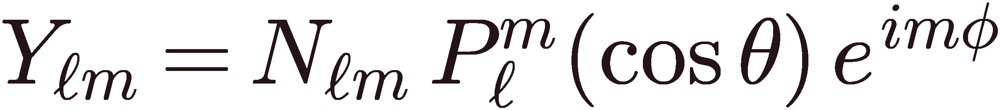 Y_{ℓm} = N_{ℓm} P_ℓ^m(cos θ) e^{imϕ}